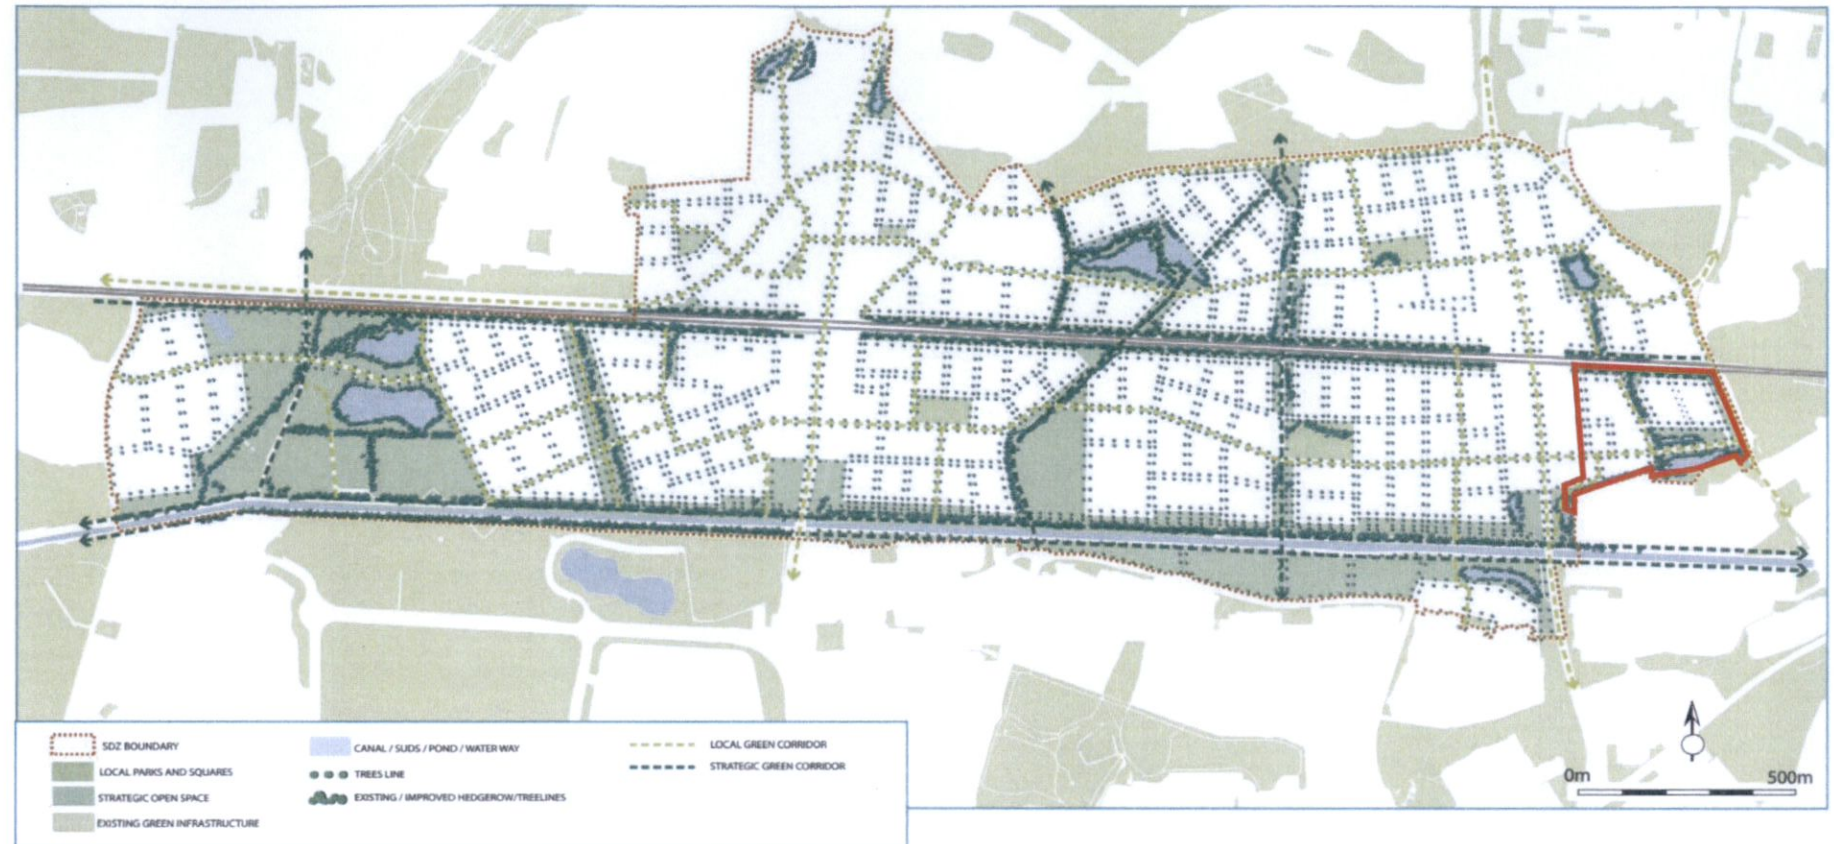 SDZ BOUNDARY
LOCAL PARKS AND SQUARES
STRATEGIC OPEN SPACE
EXISTING GREEN INFRASTRUCTURE
CANAL / SUDS / POND / WATER WAY
TREES LINE
EXISTING / IMPROVED HEDGEROW/TREELINES
LOCAL GREEN CORRIDOR
STRATEGIC GREEN CORRIDOR
0m 500m